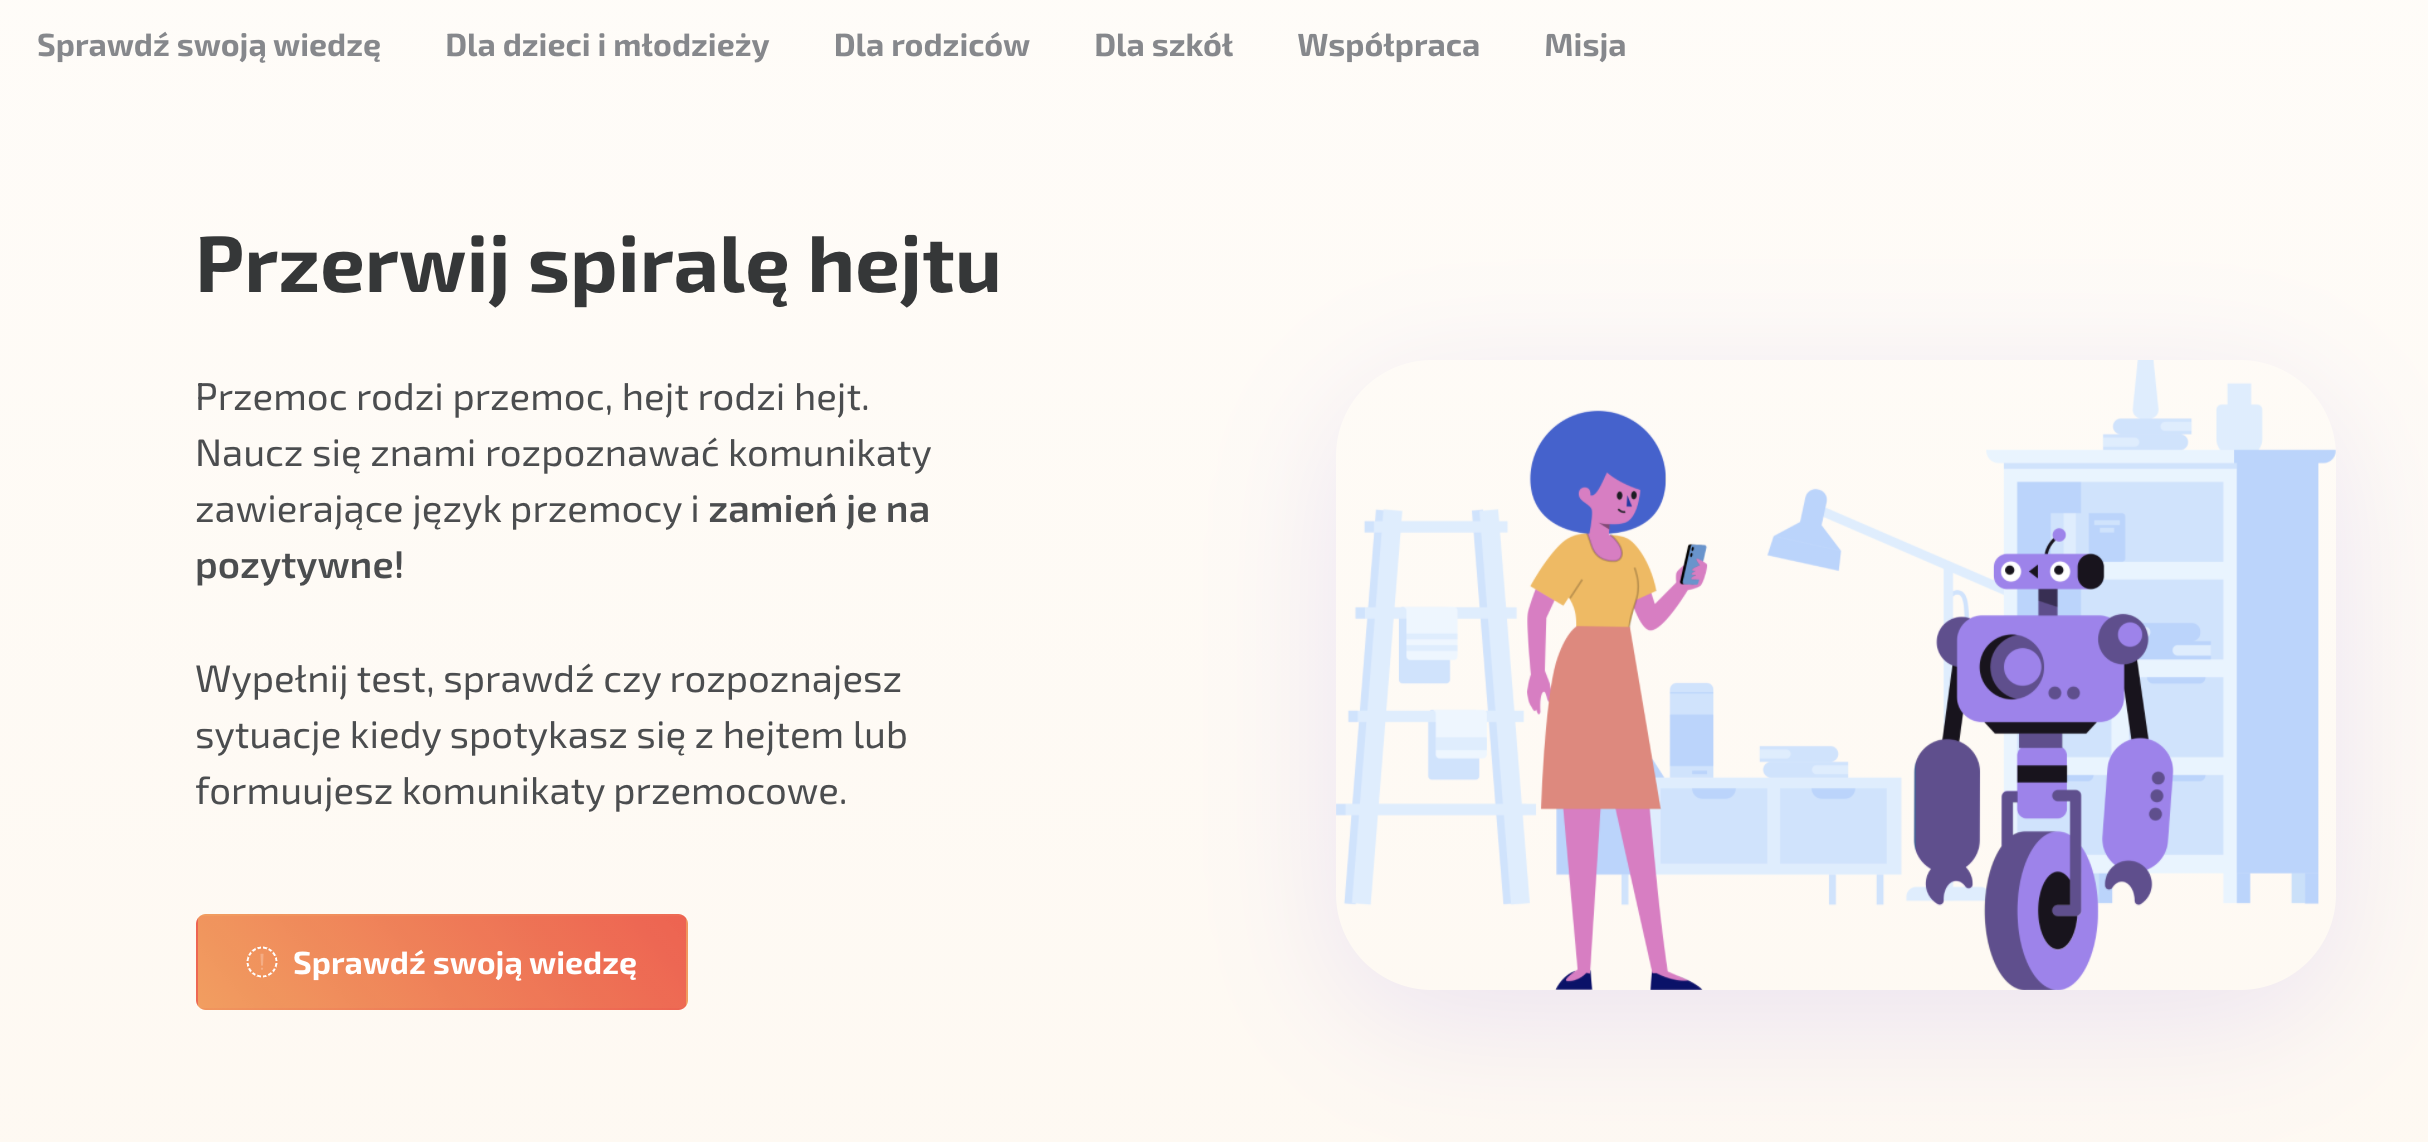 Sprawdź swoją wiedzę Dla dzieci i młodzieży Dla rodziców Dla szkół Współpraca Misja
Przerwij spiralę hejtu
Przemoc rodzi przemoc, hejt rodzi hejt.
Naucz się znami rozpoznawać komunikaty
zawierające język przemocy i zamień je na
pozytywne!
Wypełnij test, sprawdź czy rozpoznajesz
sytuacje kiedy spotykasz się z hejtem lub
formuujesz komunikaty przemocowe.
Sprawdź swoją wiedzę